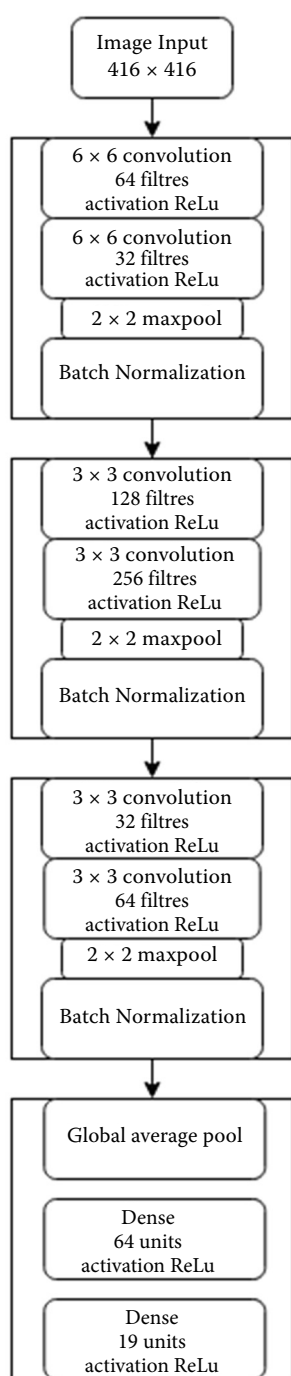 Image Input
416 × 416
6 × 6 convolution
64 filtres
activation ReLu
6 × 6 convolution
32 filtres
activation ReLu
2 × 2 maxpool
Batch Normalization
3 × 3 convolution
128 filtres
activation ReLu
3 × 3 convolution
256 filtres
activation ReLu
2 × 2 maxpool
Batch Normalization
3 × 3 convolution
32 filtres
activation ReLu
3 × 3 convolution
64 filtres
activation ReLu
2 × 2 maxpool
Batch Normalization
Global average pool
Dense
64 units
activation ReLu
Dense
19 units
activation ReLu